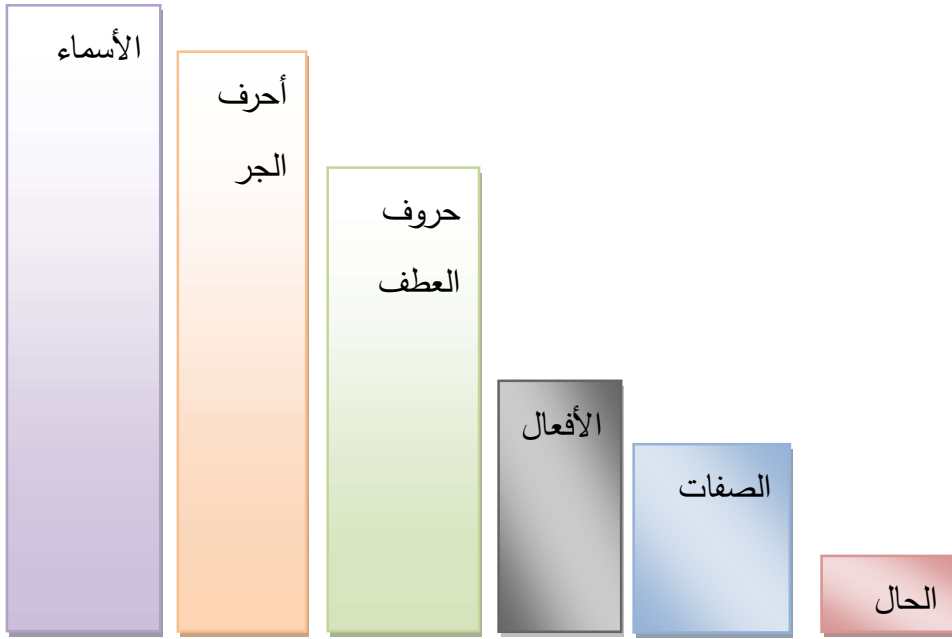 الأسماء
أحرف
الجر
حروف
العطف
الأفعال
الصفات
الحال